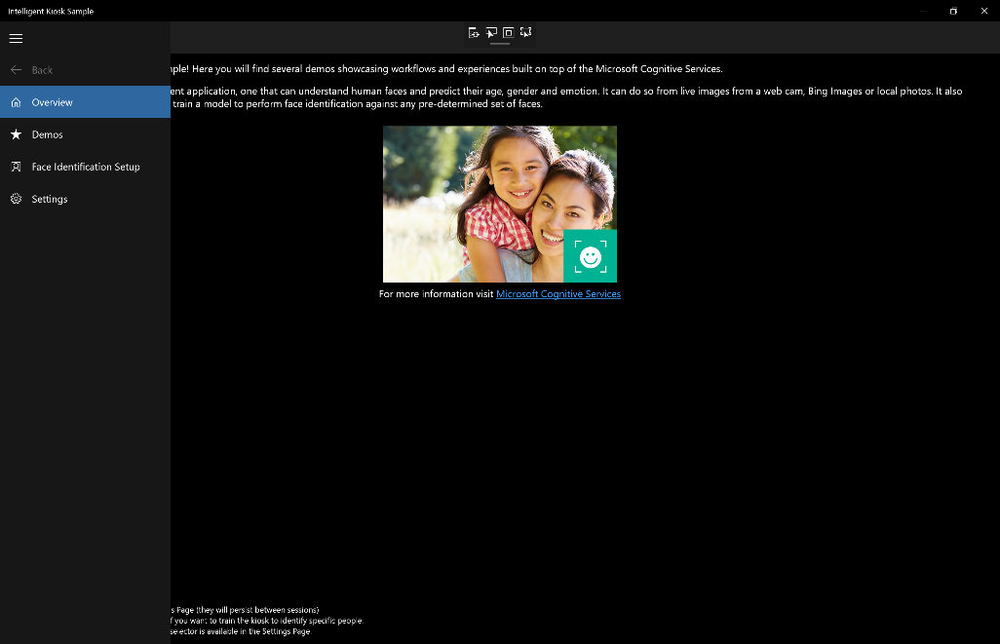 Intelligent Kiosk Sample
Back
Overview
Demos
Face Identification Setup
Settings
mple! Here you will find several demos showcasing workflows and experiences built on top of the Microsoft Cognitive Services.
ent application, one that can understand human faces and predict their age, gender and emotion. It can do so from live images from a web cam, Bing Images or local photos. It also
train a model to perform face identification against any pre-determined set of faces.
For more information visit Microsoft Cognitive Services
s Page (they will persist between sessions)
f you want to train the kiosk to identify specific people.
selector is available in the Settings Page.